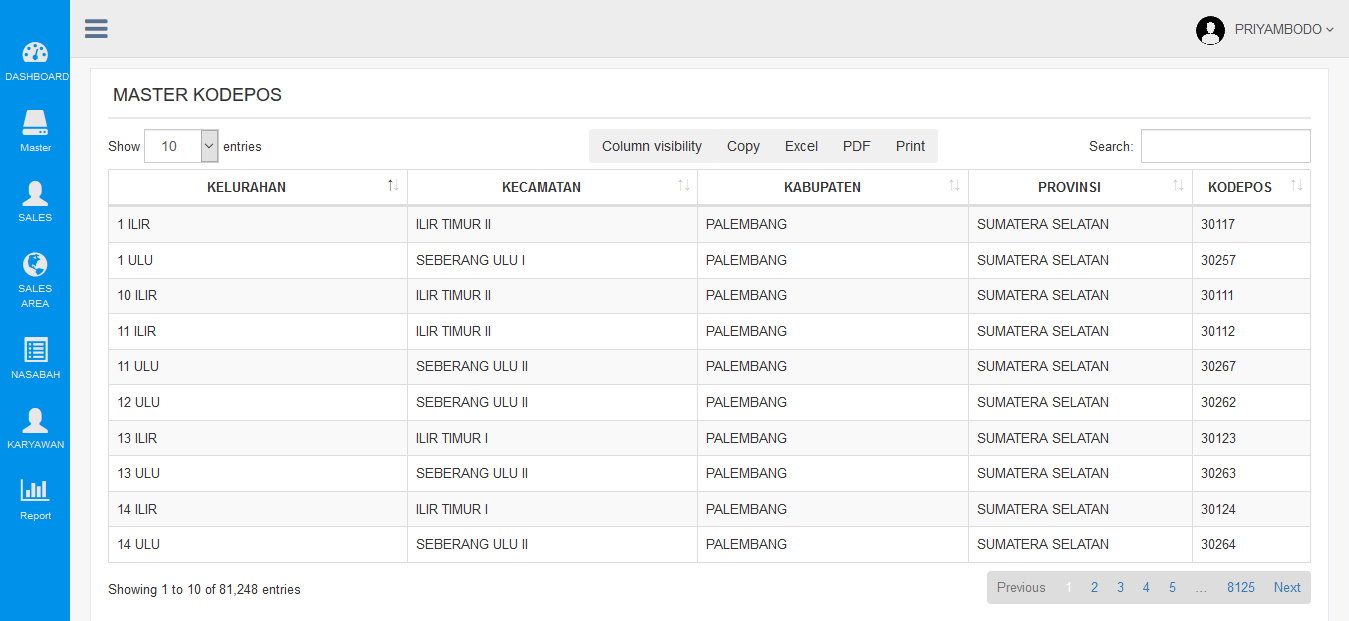 PRIYAMBODO
DASHBOARD
Master
SALES
SALES
AREA
NASABAH
KARYAWAN
Report
MASTER KODEPOS
Show 10 entries Column visibility Copy Excel PDF Print Search:
KELURAHAN KECAMATAN KABUPATEN PROVINSI KODEPOS
1 ILIR ILIR TIMUR II PALEMBANG SUMATERA SELATAN 30117
1 ULU SEBERANG ULU I PALEMBANG SUMATERA SELATAN 30257
10 ILIR ILIR TIMUR II PALEMBANG SUMATERA SELATAN 30111
11 ILIR ILIR TIMUR II PALEMBANG SUMATERA SELATAN 30112
11 ULU SEBERANG ULU II PALEMBANG SUMATERA SELATAN 30267
12 ULU SEBERANG ULU II PALEMBANG SUMATERA SELATAN 30262
13 ILIR ILIR TIMUR I PALEMBANG SUMATERA SELATAN 30123
13 ULU SEBERANG ULU II PALEMBANG SUMATERA SELATAN 30263
14 ILIR ILIR TIMUR I PALEMBANG SUMATERA SELATAN 30124
14 ULU SEBERANG ULU II PALEMBANG SUMATERA SELATAN 30264
Showing 1 to 10 of 81,248 entries Previous 1 2 3 4 5 ... 8125 Next